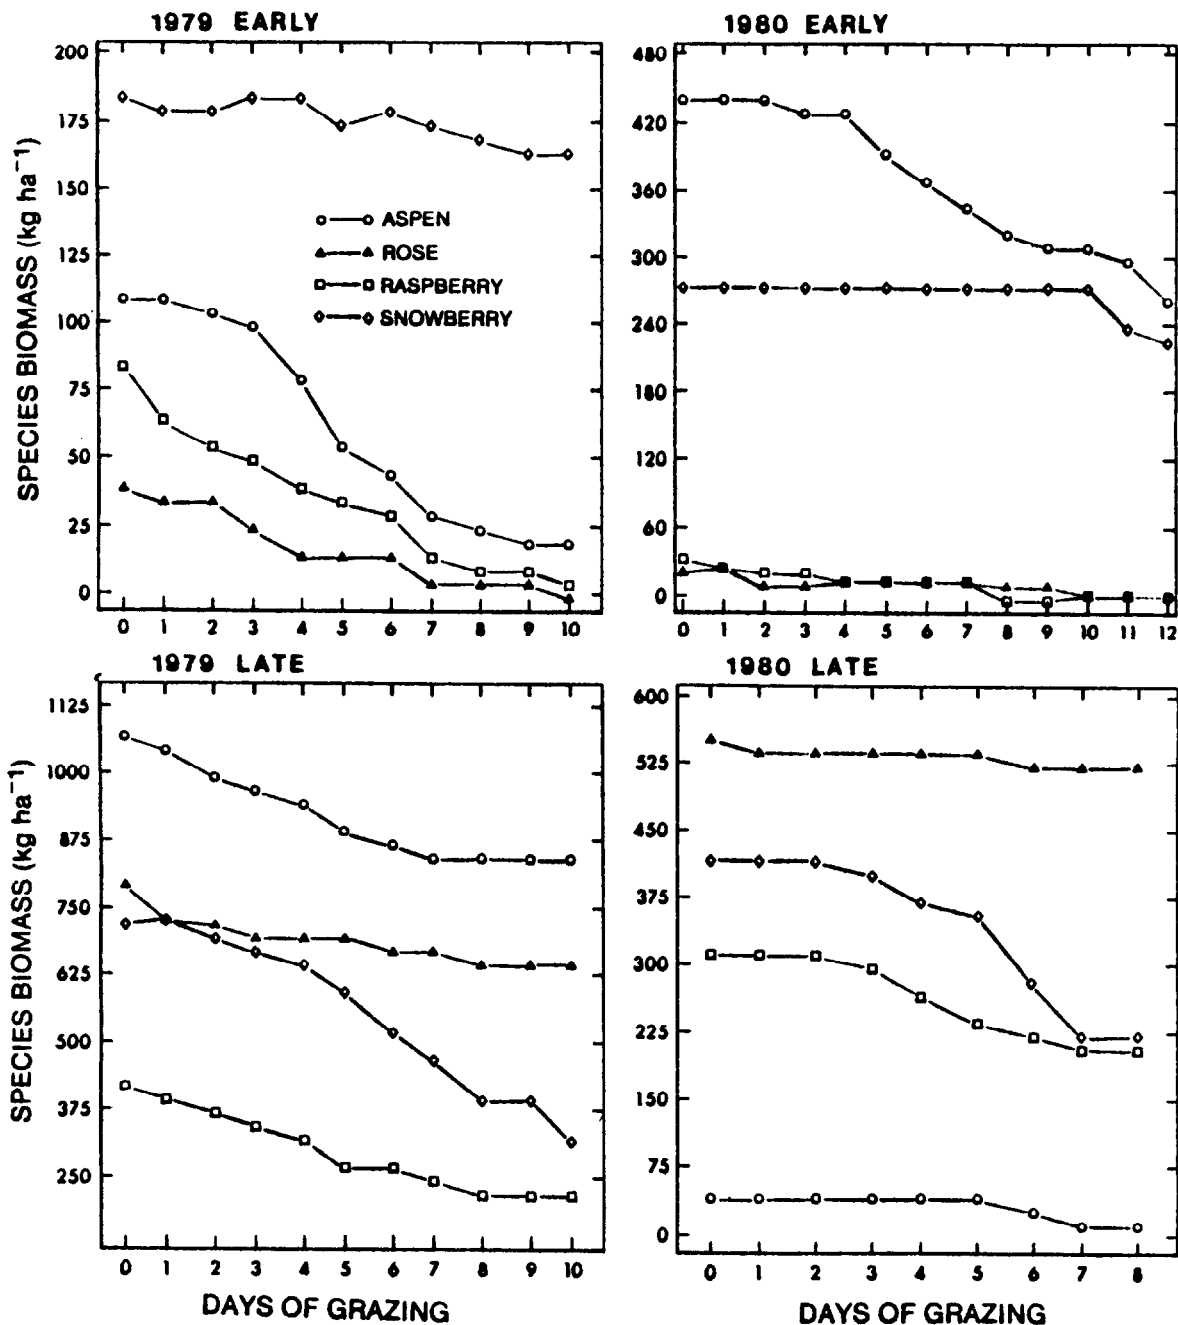 1979 EARLY
200
175
150
125
100
75
50
25
0
0 1 2 3 4 5 6 7 8 9 10
SPECIES BIOMASS (kg ha⁻¹)
ASPEN
ROSE
RASPBERRY
SNOWBERRY
1980 EARLY
480
420
360
300
240
180
120
60
0
0 1 2 3 4 5 6 7 8 9 10 11 12
1979 LATE
1125
1000
875
750
625
500
375
250
0 1 2 3 4 5 6 7 8 9 10
SPECIES BIOMASS (kg ha⁻¹)
DAYS OF GRAZING
1980 LATE
600
525
450
375
300
225
150
75
0
0 1 2 3 4 5 6 7 8
DAYS OF GRAZING